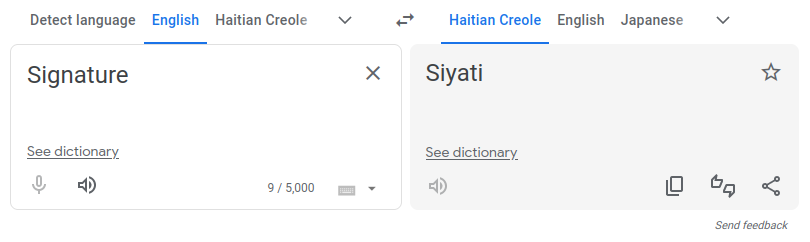 Detect language English Haitian Creole Haitian Creole English Japanese
Signature
Siyati
See dictionary
See dictionary
9 / 5,000
Send feedback